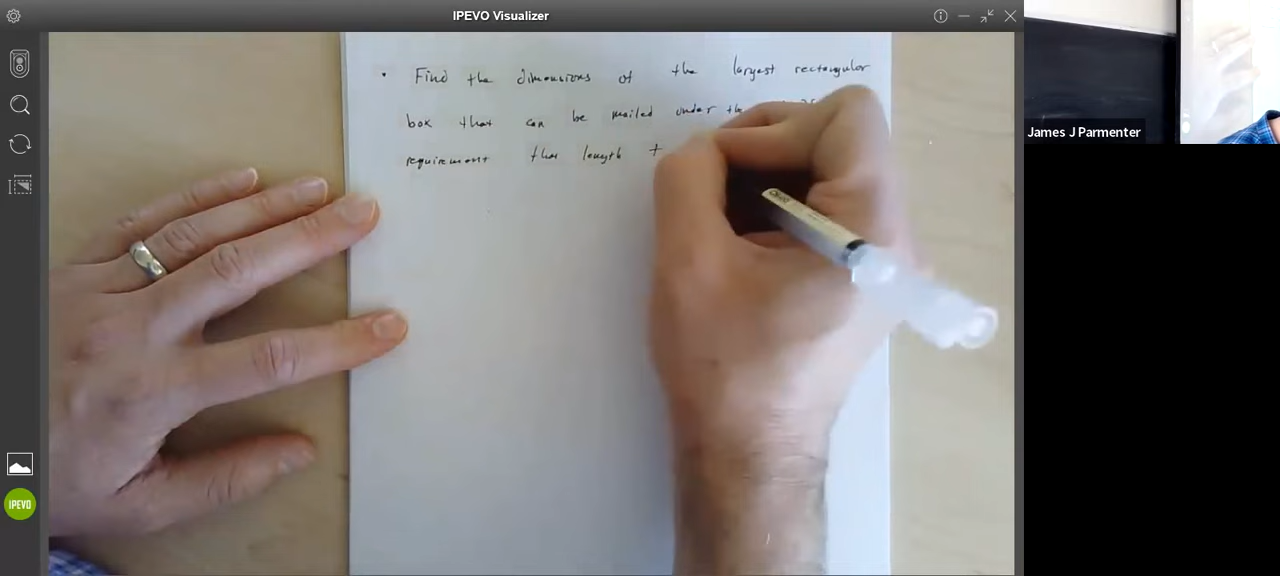 IPEVO Visualizer
• Find the dimensions of the largest rectangular
box that can be mailed under the
requirement that length +
James J Parmenter
IPEVO